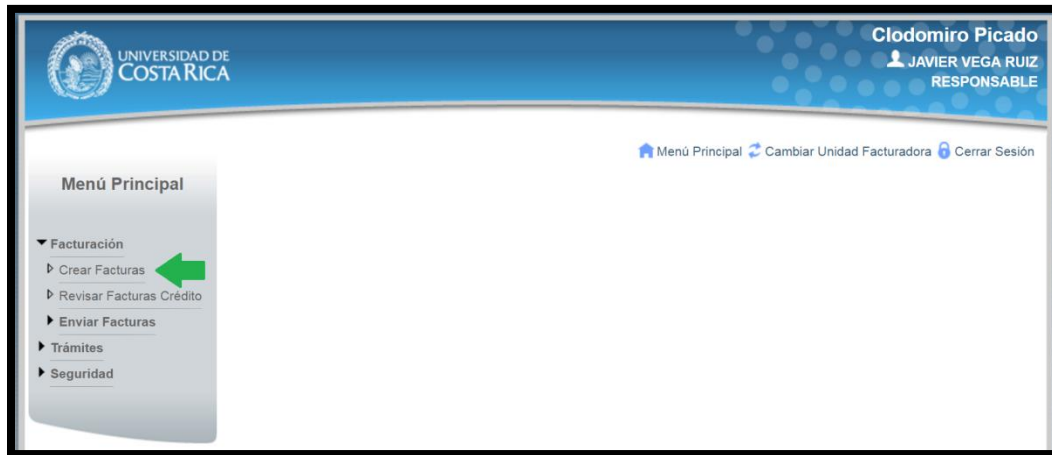 UNIVERSIDAD DE
COSTA RICA
Clodomiro Picado
JAVIER VEGA RUIZ
RESPONSABLE
Menú Principal Cambiar Unidad Facturadora Cerrar Sesión
Menú Principal
Facturación
Crear Facturas
Revisar Facturas Crédito
Enviar Facturas
Trámites
Seguridad